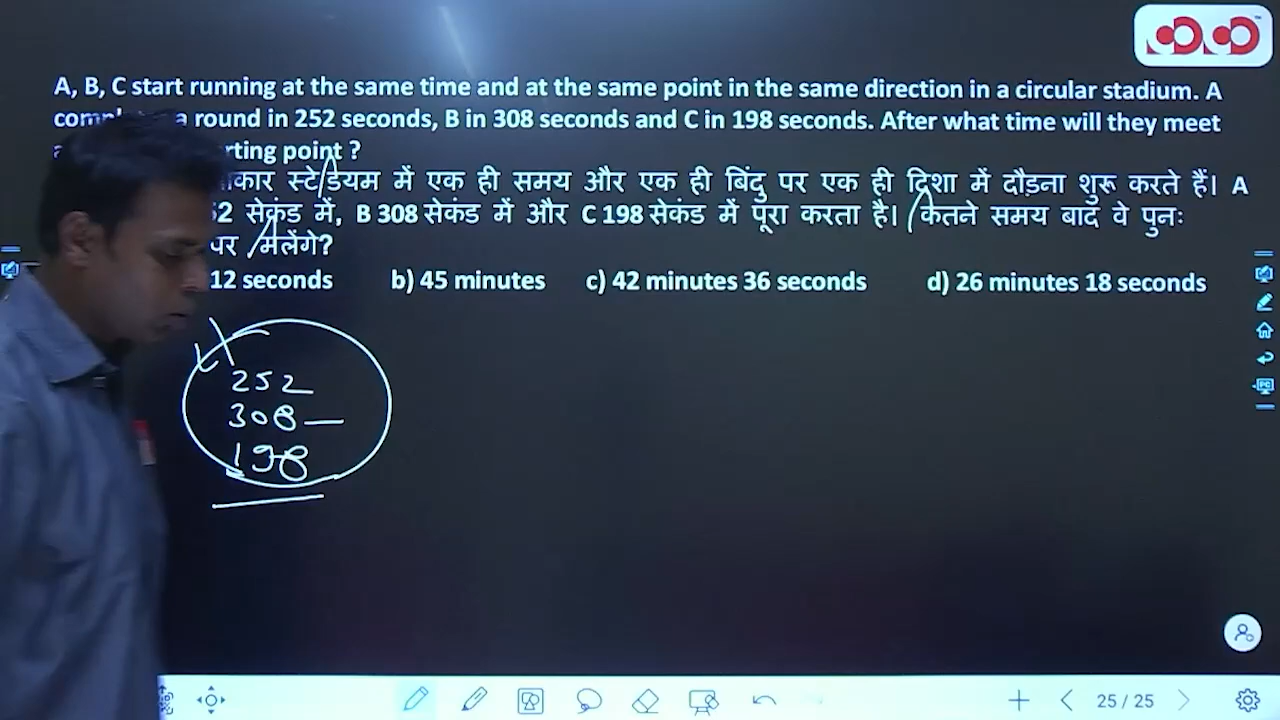 A, B, C start running at the same time and at the same point in the same direction in a circular stadium. A
a round in 252 seconds, B in 308 seconds and C in 198 seconds. After what time will they meet
point ?
स्टेडियम में एक ही समय और एक ही बिंदु पर एक ही दिशा में दौड़ना शुरू करते हैं। A
सेकंड में, B 308 सेकंड में और C 198 सेकंड में पूरा करता है। कितने समय बाद वे पुनः
पर मिलेंगे?
12 seconds b) 45 minutes c) 42 minutes 36 seconds d) 26 minutes 18 seconds
252
308
198
25 / 25